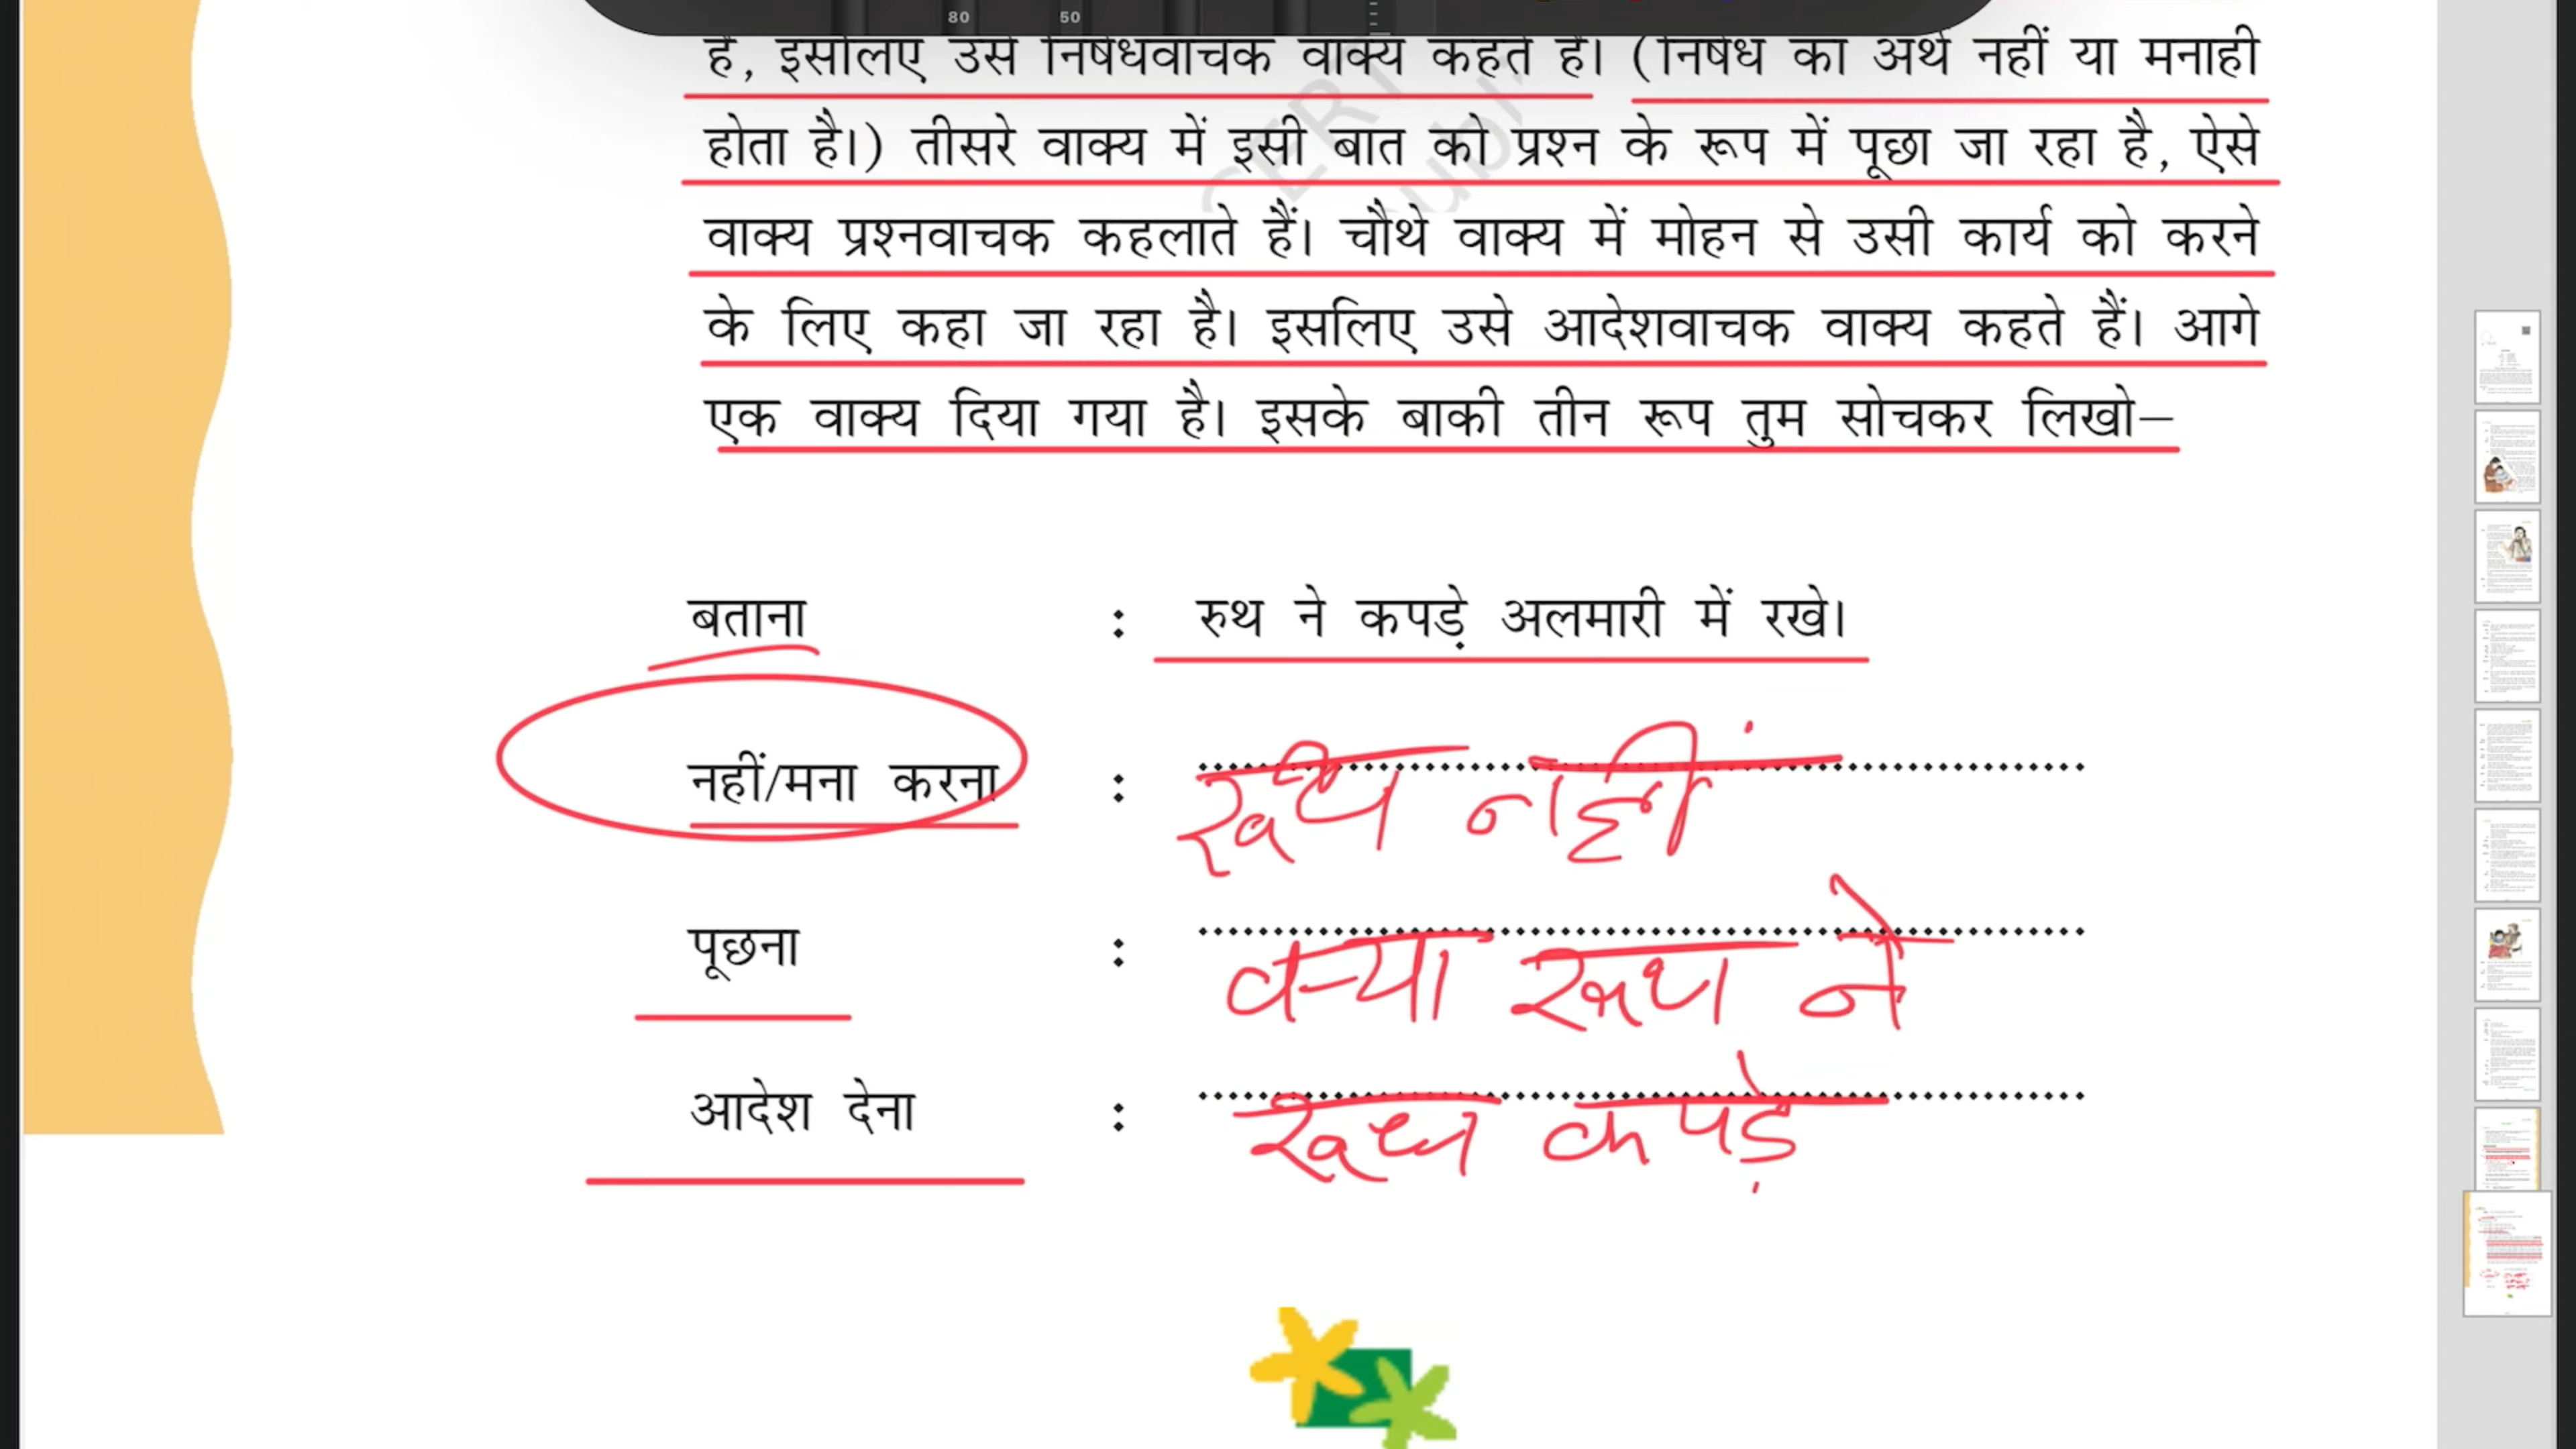 80 50
है, इसलिए उसे निषेधवाचक वाक्य कहते हैं। (निषेध का अर्थ नहीं या मनाही
होता है।) तीसरे वाक्य में इसी बात को प्रश्न के रूप में पूछा जा रहा है, ऐसे
वाक्य प्रश्नवाचक कहलाते हैं। चौथे वाक्य में मोहन से उसी कार्य को करने
के लिए कहा जा रहा है। इसलिए उसे आदेशवाचक वाक्य कहते हैं। आगे
एक वाक्य दिया गया है। इसके बाकी तीन रूप तुम सोचकर लिखो–
बताना : रुथ ने कपड़े अलमारी में रखे।
नहीं/मना करना : रूथ नहीं
पूछना : क्या रूथ ने
आदेश देना : रूथ कपड़े